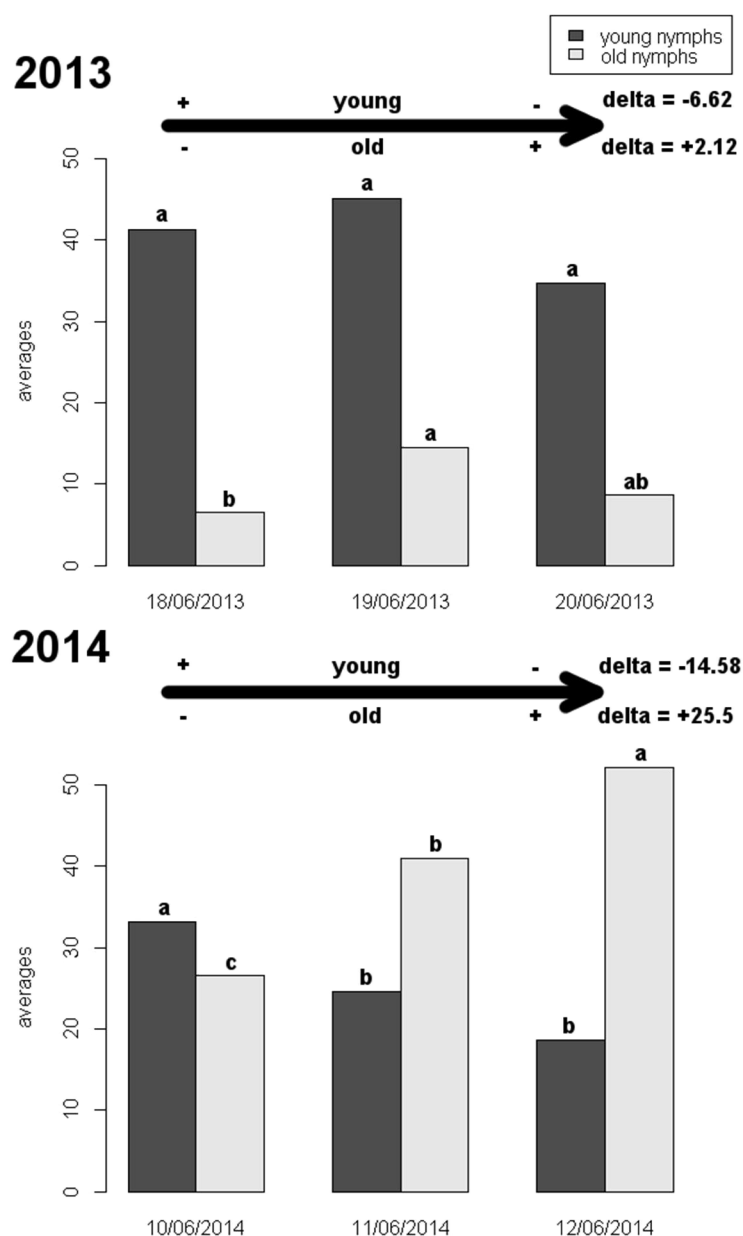 young nymphs
old nymphs
2013
+ young - delta = -6.62
- old + delta = +2.12
50
40
30
20
10
0
averages
a
b
a
a
a
ab
18/06/2013 19/06/2013 20/06/2013
2014
+ young - delta = -14.58
- old + delta = +25.5
50
40
30
20
10
0
averages
a
c
b
b
b
a
10/06/2014 11/06/2014 12/06/2014